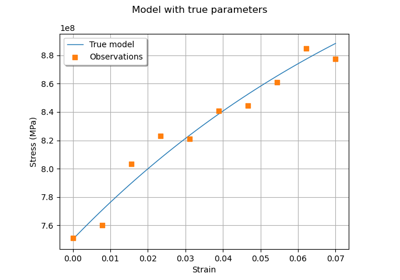 Model with true parameters
1e8
True model
Observations
8.8
8.6
8.4
8.2
8.0
7.8
7.6
Stress (MPa)
0.00 0.01 0.02 0.03 0.04 0.05 0.06 0.07
Strain